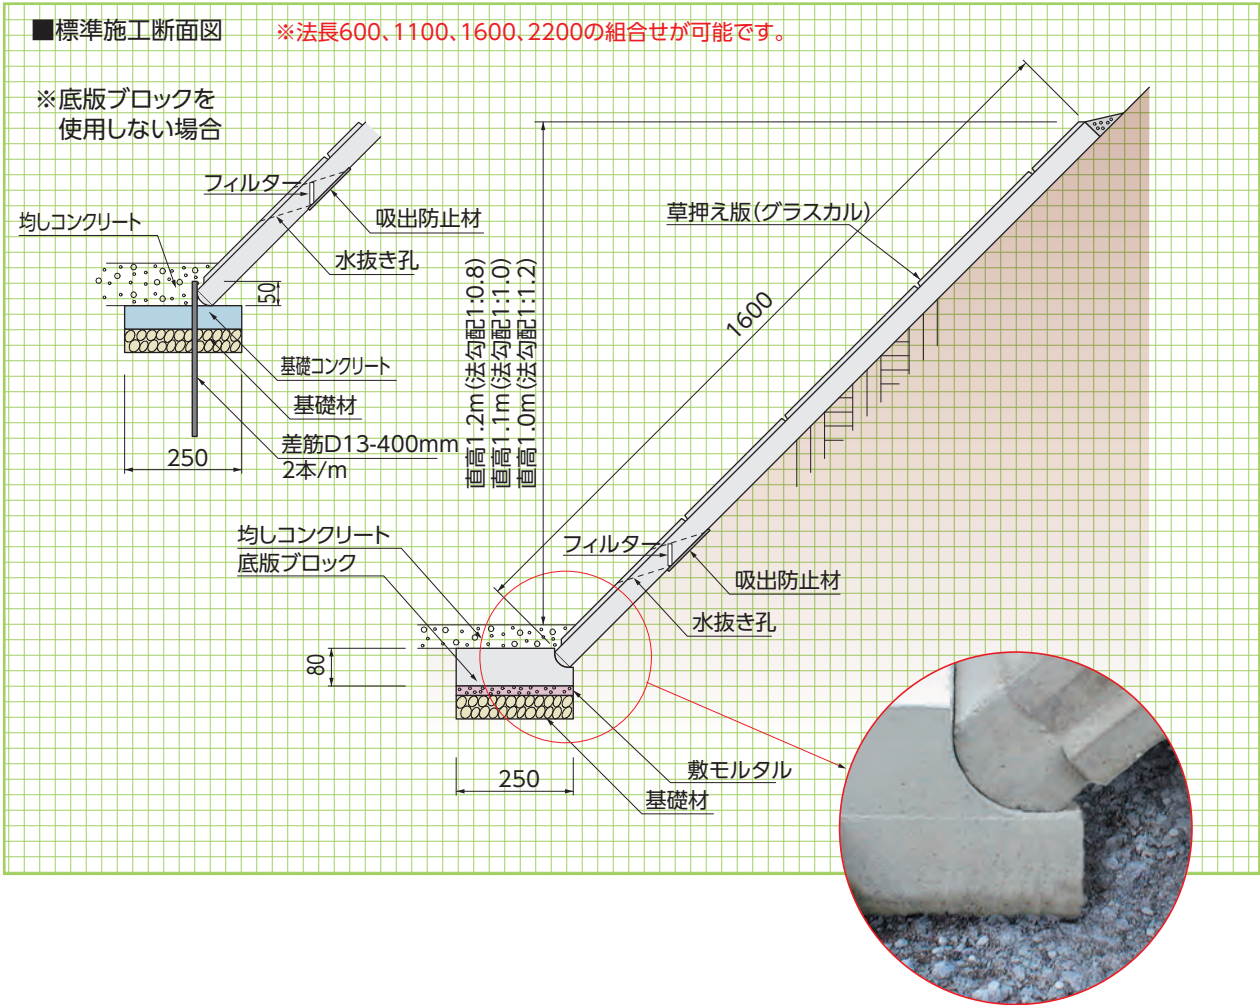 ■標準施工断面図
※法長600、1100、1600、2200の組合せが可能です。
※底版ブロックを
使用しない場合
フィルター
均しコンクリート
吸出防止材
水抜き孔
50
基礎コンクリート
基礎材
差筋D13-400mm
2本/m
250
直高1.2m(法勾配1:0.8)
直高1.1m(法勾配1:1.0)
直高1.0m(法勾配1:1.2)
草押え版(グラスカル)
1600
均しコンクリート
底版ブロック
フィルター
吸出防止材
水抜き孔
80
250
敷モルタル
基礎材